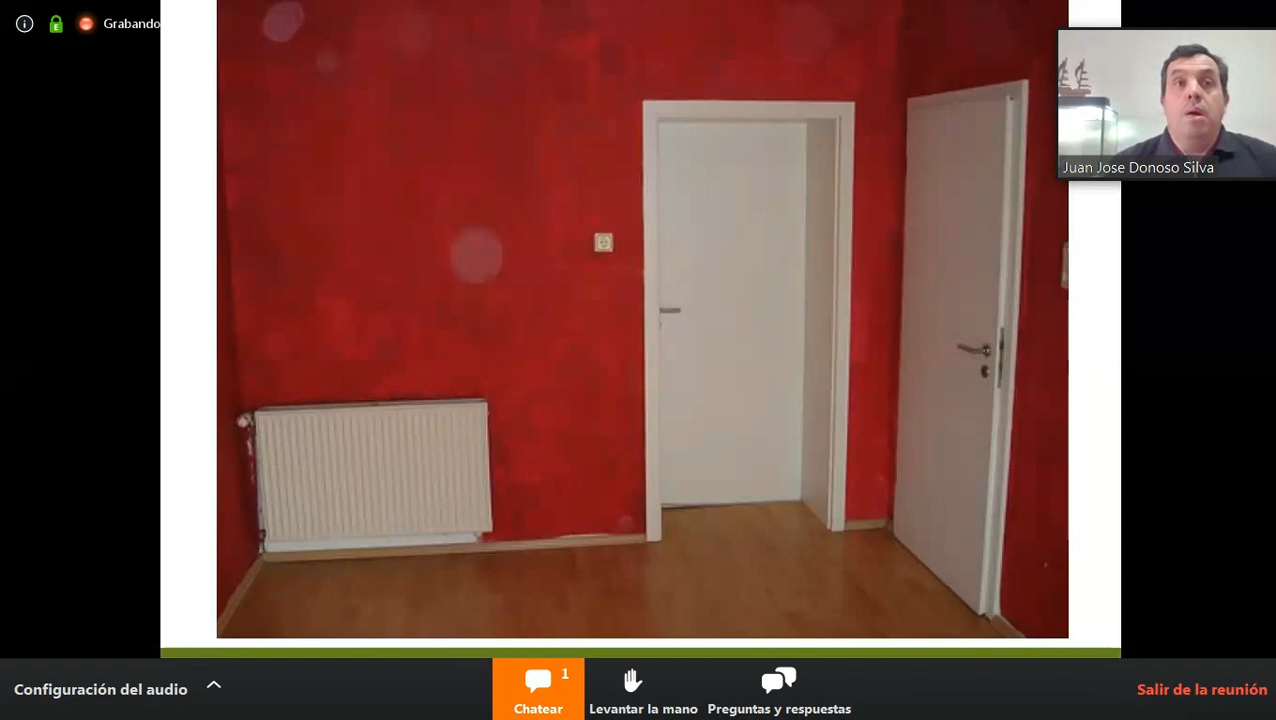 Grabando
Juan Jose Donoso Silva
Configuración del audio
1
Chatear
Levantar la mano
Preguntas y respuestas
Salir de la reunión